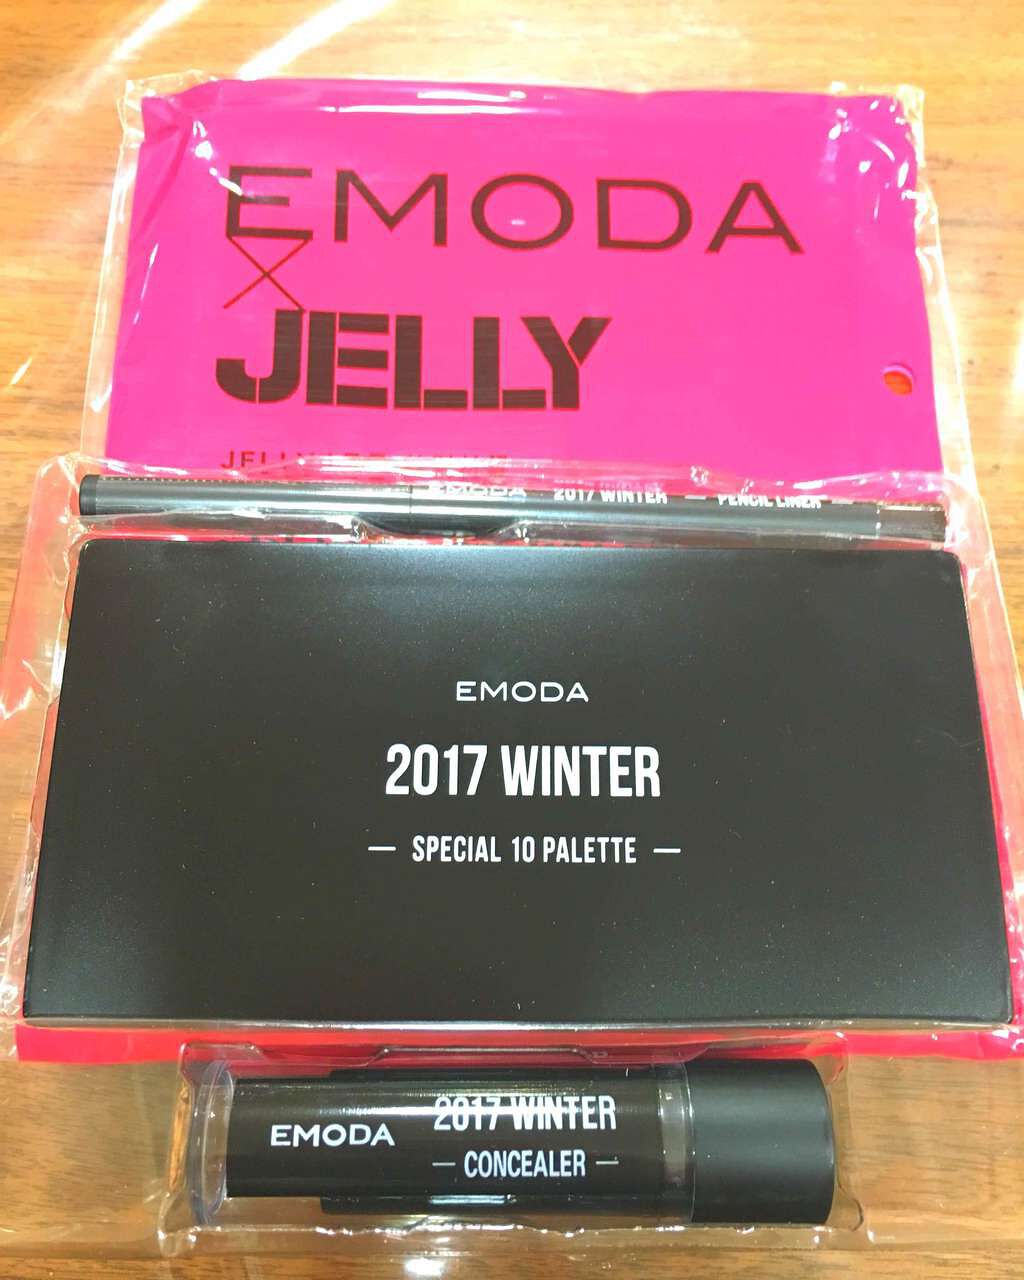 EMODA
X
JELLY
EMODA 2017 WINTER — PENCIL LINER —
EMODA
2017 WINTER
— SPECIAL 10 PALETTE —
EMODA
2017 WINTER
— CONCEALER —